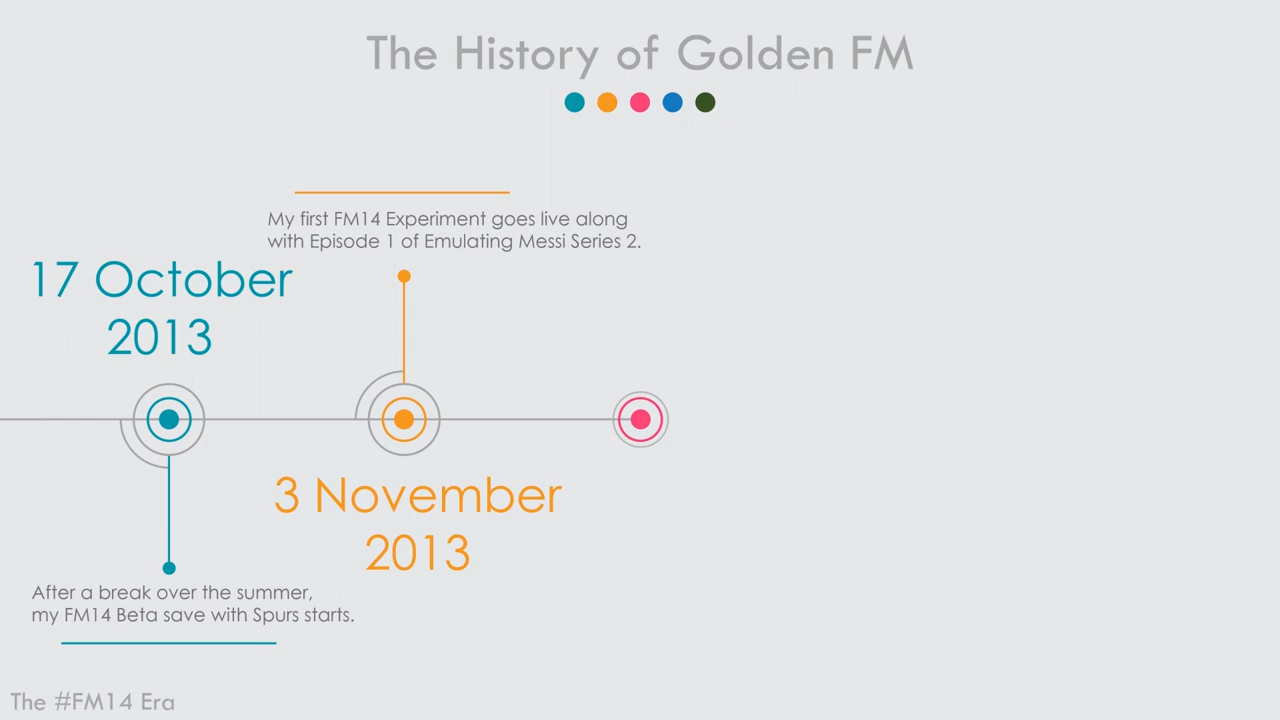 The History of Golden FM
My first FM14 Experiment goes live along
with Episode 1 of Emulating Messi Series 2.
17 October
2013
3 November
2013
After a break over the summer,
my FM14 Beta save with Spurs starts.
The #FM14 Era